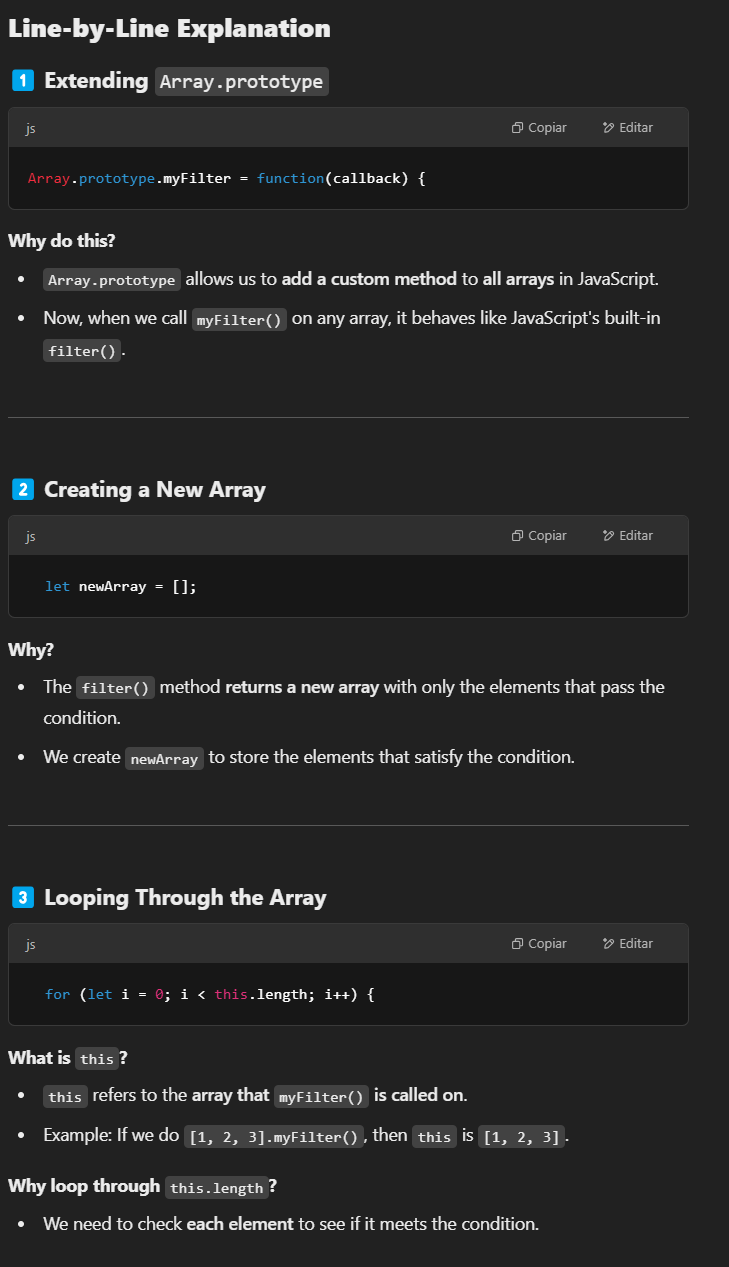 Line-by-Line Explanation
1 Extending Array.prototype
js Copiar Editar
Array.prototype.myFilter = function(callback) {
Why do this?
• Array.prototype allows us to add a custom method to all arrays in JavaScript.
• Now, when we call myFilter() on any array, it behaves like JavaScript's built-in
filter().
2 Creating a New Array
js Copiar Editar
let newArray = [];
Why?
• The filter() method returns a new array with only the elements that pass the
condition.
• We create newArray to store the elements that satisfy the condition.
3 Looping Through the Array
js Copiar Editar
for (let i = 0; i < this.length; i++) {
What is this?
• this refers to the array that myFilter() is called on.
• Example: If we do [1, 2, 3].myFilter(), then this is [1, 2, 3].
Why loop through this.length?
• We need to check each element to see if it meets the condition.